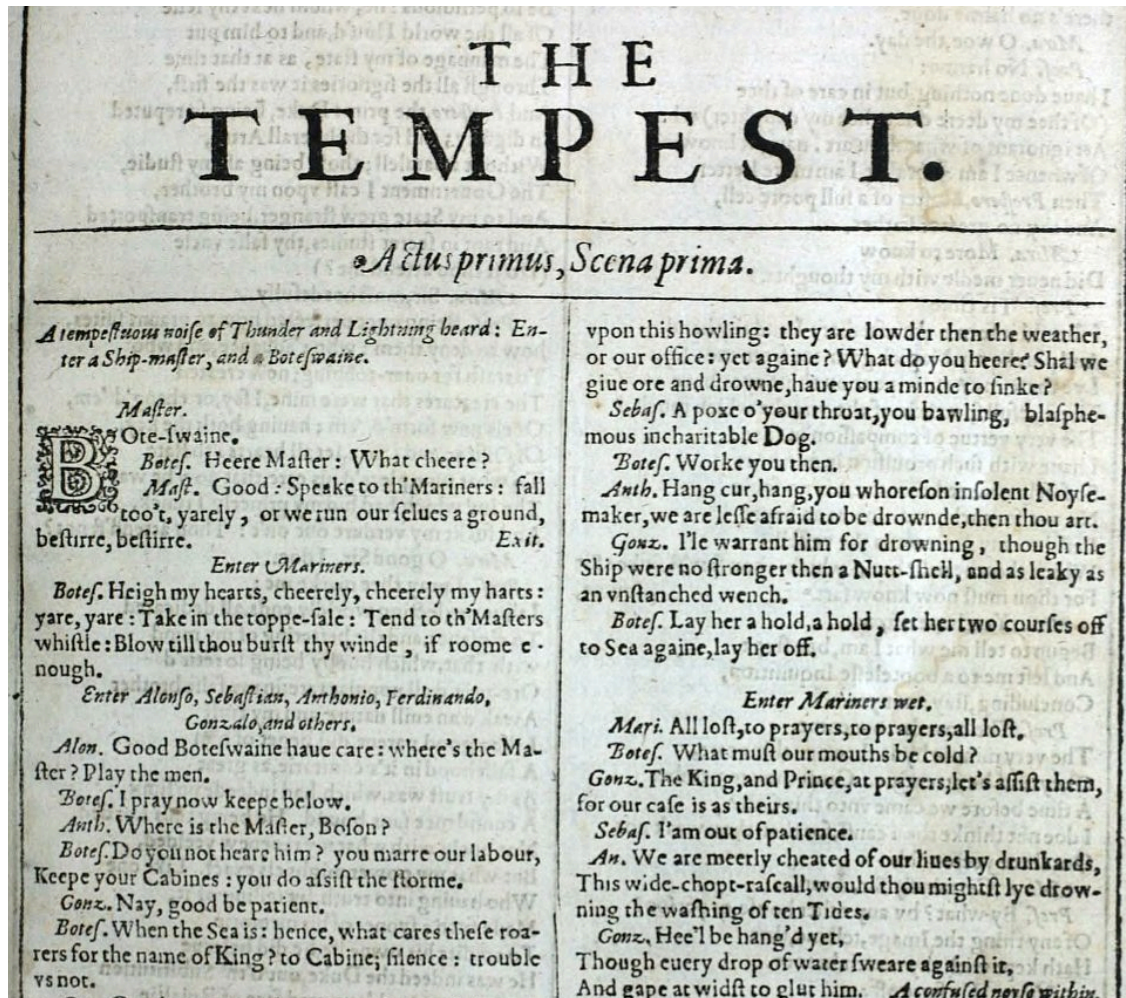 THE
TEMPEST.
Actus primus, Scena prima.
A tempeſtuous noiſe of Thunder and Lightning heard: En-
ter a Ship-maſter, and a Boteſwaine.
Maſter.
BOte-ſwaine.
Boteſ. Heere Maſter: What cheere?
Maſt. Good: Speake to th'Mariners: fall
too't, yarely, or we run our ſelues a ground,
beſtirre, beſtirre. Exit.
Enter Mariners.
Boteſ. Heigh my hearts, cheerely, cheerely my harts:
yare, yare: Take in the toppe-ſale: Tend to th'Maſters
whiſtle: Blow till thou burſt thy winde, if roome e-
nough.
Enter Alonſo, Sebaſtian, Anthonio, Ferdinando,
Gonzalo, and others.
Alon. Good Boteſwaine haue care: where's the Ma-
ſter? Play the men.
Boteſ. I pray now keepe below.
Anth. Where is the Maſter, Boſon?
Boteſ. Do you not heare him? you marre our labour,
Keepe your Cabines: you do aſsiſt the ſtorme.
Gonz. Nay, good be patient.
Boteſ. When the Sea is: hence, what cares theſe roa-
rers for the name of King? to Cabine; ſilence: trouble
vs not.
vpon this howling: they are lowder then the weather,
or our office: yet againe? What do you heere? Shal we
giue ore and drowne, haue you a minde to ſinke?
Sebaſ. A poxe o'your throat, you bawling, blaſphe-
mous incharitable Dog.
Boteſ. Worke you then.
Anth. Hang cur, hang, you whoreſon inſolent Noyſe-
maker, we are leſſe afraid to be drownde, then thou art.
Gonz. I'le warrant him for drowning, though the
Ship were no ſtronger then a Nutt-ſhell, and as leaky as
an vnſtanched wench.
Boteſ. Lay her a hold, a hold, ſet her two courſes off
to Sea againe, lay her off.
Enter Mariners wet.
Mari. All loſt, to prayers, to prayers, all loſt.
Boteſ. What muſt our mouths be cold?
Gonz. The King, and Prince, at prayers, let's aſsiſt them,
for our caſe is as theirs.
Sebaſ. I'am out of patience.
An. We are meerly cheated of our liues by drunkards,
This wide-chopt-raſcall, would thou mightſt lye drow-
ning the waſhing of ten Tides.
Gonz. Hee'l be hang'd yet,
Though euery drop of water ſweare againſt it,
And gape at widſt to glut him. A confuſed noyſe within.